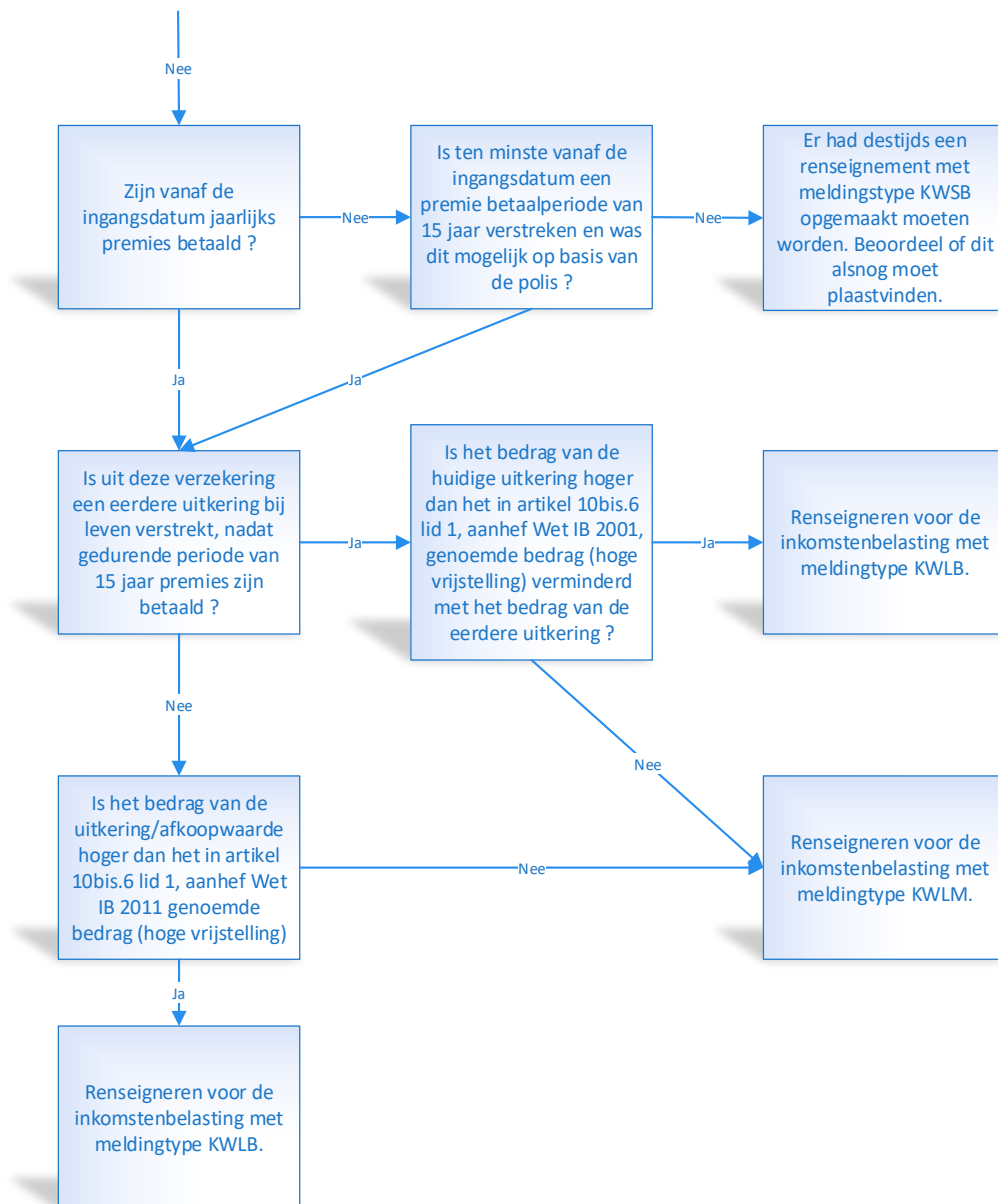 Nee
Zijn vanaf de
ingangsdatum jaarlijks
premies betaald ?
Nee
Is ten minste vanaf de
ingangsdatum een
premie betaalperiode van
15 jaar verstreken en was
dit mogelijk op basis van
de polis ?
Nee
Er had destijds een
renseignement met
meldingstype KWSB
opgemaakt moeten
worden. Beoordeel of dit
alsnog moet
plaastvinden.
Ja
Ja
Is uit deze verzekering
een eerdere uitkering bij
leven verstrekt, nadat
gedurende periode van
15 jaar premies zijn
betaald ?
Ja
Is het bedrag van de
huidige uitkering hoger
dan het in artikel 10bis.6
lid 1, aanhef Wet IB 2001,
genoemde bedrag (hoge
vrijstelling) verminderd
met het bedrag van de
eerdere uitkering ?
Ja
Renseigneren voor de
inkomstenbelasting met
meldingtype KWLB.
Nee
Nee
Is het bedrag van de
uitkering/afkoopwaarde
hoger dan het in artikel
10bis.6 lid 1, aanhef Wet
IB 2011 genoemde
bedrag (hoge vrijstelling)
Nee
Renseigneren voor de
inkomstenbelasting met
meldingtype KWLM.
Ja
Renseigneren voor de
inkomstenbelasting met
meldingtype KWLB.